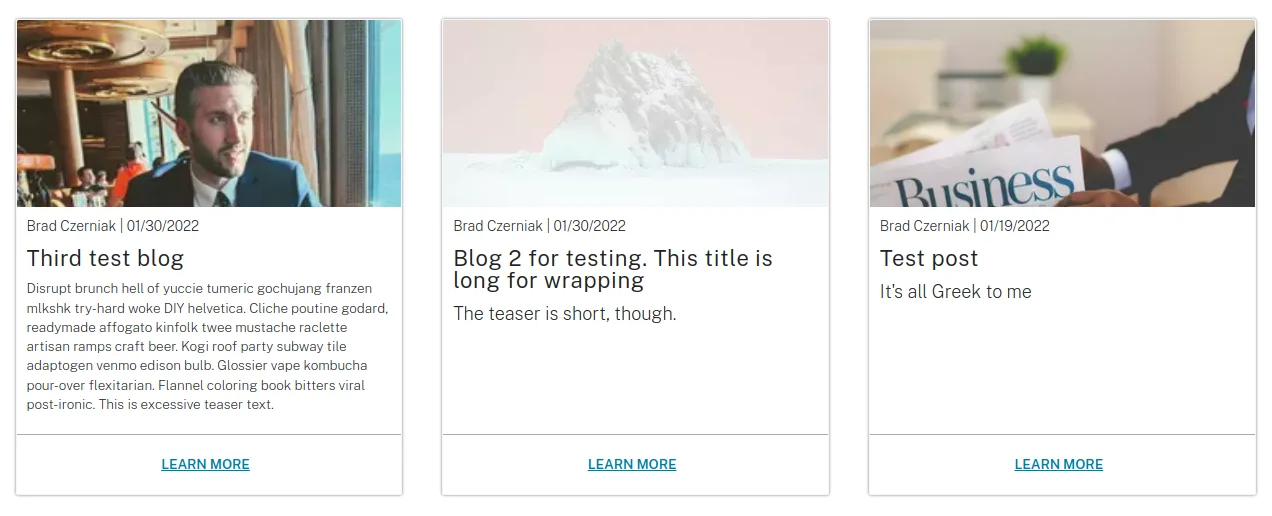 Brad Czerniak | 01/30/2022
Third test blog
Disrupt brunch hell of yuccie tumeric gochujang franzen
mlkshk try-hard woke DIY helvetica. Cliche poutine godard,
readymade affogato kinfolk twee mustache raclette
artisan ramps craft beer. Kogi roof party subway tile
adaptogen venmo edison bulb. Glossier vape kombucha
pour-over flexitarian. Flannel coloring book bitters viral
post-ironic. This is excessive teaser text.
LEARN MORE
Brad Czerniak | 01/30/2022
Blog 2 for testing. This title is
long for wrapping
The teaser is short, though.
LEARN MORE
Business
Brad Czerniak | 01/19/2022
Test post
It's all Greek to me
LEARN MORE